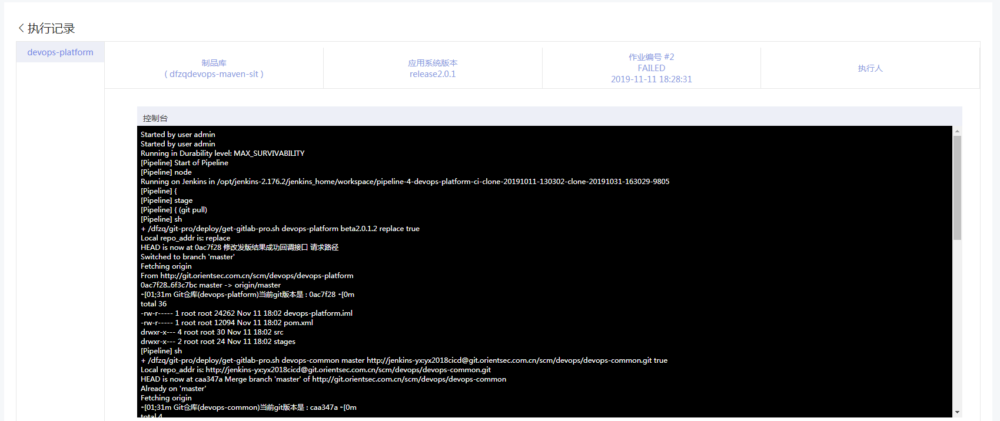 执行记录
devops-platform
制品库
( dfzqdevops-maven-sit )
应用系统版本
release2.0.1
作业编号 #2
FAILED
2019-11-11 18:28:31
执行人
控制台
Started by user admin
Started by user admin
Running in Durability level: MAX_SURVIVABILITY
[Pipeline] Start of Pipeline
[Pipeline] node
Running on Jenkins in /opt/jenkins-2.176.2/jenkins_home/workspace/pipeline-4-devops-platform-ci-clone-20191011-130302-clone-20191031-163029-9805
[Pipeline] {
[Pipeline] stage
[Pipeline] { (git pull)
[Pipeline] sh
+ /dfzq/git-pro/deploy/get-gitlab-pro.sh devops-platform beta2.0.1.2 replace true
Local repo_addr is: replace
HEAD is now at 0ac7f28 修改发版结果成功回调接口 请求路径
Switched to branch 'master'
Fetching origin
From http://git.orientsec.com.cn/scm/devops/devops-platform
0ac7f28..6f3c7bc master -> origin/master
←[01;31m Git仓库(devops-platform)当前git版本是 : 0ac7f28 ←[0m
total 36
-rw-r----- 1 root root 24262 Nov 11 18:02 devops-platform.iml
-rw-r----- 1 root root 12094 Nov 11 18:02 pom.xml
drwxr-x--- 4 root root 30 Nov 11 18:02 src
drwxr-x--- 2 root root 24 Nov 11 18:02 stages
[Pipeline] sh
+ /dfzq/git-pro/deploy/get-gitlab-pro.sh devops-common master http://jenkins-yx:yx2018cicd@git.orientsec.com.cn/scm/devops/devops-common.git true
Local repo_addr is: http://jenkins-yx:yx2018cicd@git.orientsec.com.cn/scm/devops/devops-common.git
HEAD is now at caa347a Merge branch 'master' of http://git.orientsec.com.cn/scm/devops/devops-common
Already on 'master'
Fetching origin
←[01;31m Git仓库(devops-common)当前git版本是 : caa347a ←[0m
total 4